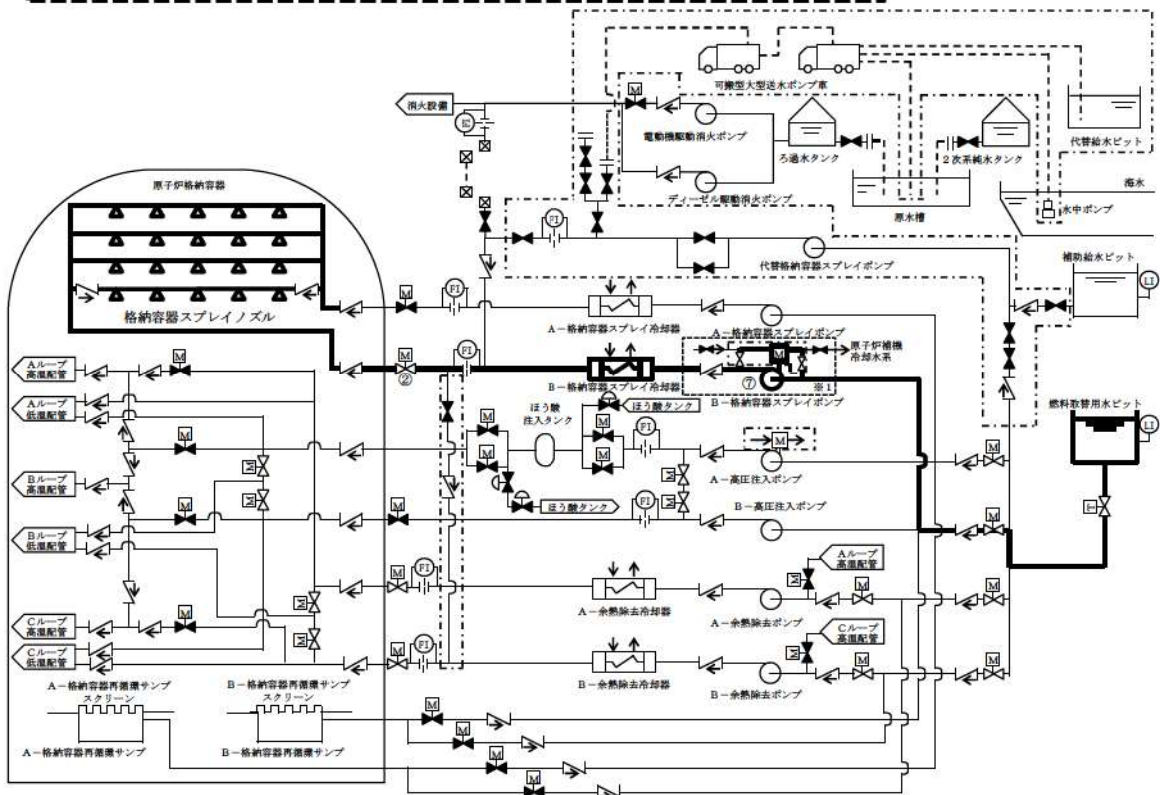 可搬型大型送水ポンプ車
消火設備
M
FI
電動機駆動消火ポンプ
ろ過水タンク
2次系純水タンク
代替給水ピット
ディーゼル駆動消火ポンプ
原水槽
海水
水中ポンプ
原子炉格納容器
FI
代替格納容器スプレイポンプ
補助給水ピット
LI
格納容器スプレイノズル
M
FI
A-格納容器スプレイ冷却器
A-格納容器スプレイポンプ
原子炉補機
冷却水系
M
②
FI
B-格納容器スプレイ冷却器
⑦
M
※1
B-格納容器スプレイポンプ
燃料取替用水ピット
LI
Aループ
高温配管
M
Aループ
低温配管
ほう酸
注入タンク
ほう酸タンク
M
M
M
M
M
FI
M
A-高圧注入ポンプ
M
Bループ
高温配管
M
M
M
M
ほう酸タンク
M
M
FI
B-高圧注入ポンプ
M
I
Bループ
低温配管
Aループ
高温配管
M
M
M
M
FI
A-余熱除去冷却器
A-余熱除去ポンプ
M
Cループ
高温配管
M
M
Cループ
高温配管
Cループ
低温配管
M
FI
M
M
M
B-余熱除去冷却器
B-余熱除去ポンプ
A-格納容器再循環サンプ
スクリーン
B-格納容器再循環サンプ
スクリーン
A-格納容器再循環サンプ
B-格納容器再循環サンプ
M
M
M
M